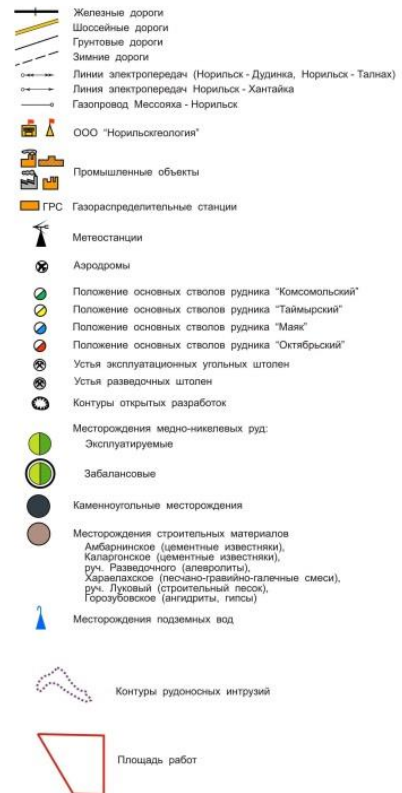 Железные дороги
Шоссейные дороги
Грунтовые дороги
Зимние дороги
Линии электропередач (Норильск - Дудинка, Норильск - Талнах)
Линия электропередач Норильск - Хантайка
Газопровод Мессояха - Норильск
ООО "Норильскгеология"
Промышленные объекты
ГРС Газораспределительные станции
Метеостанции
Аэродромы
Положение основных стволов рудника "Комсомольский"
Положение основных стволов рудника "Таймырский"
Положение основных стволов рудника "Маяк"
Положение основных стволов рудника "Октябрьский"
Устья эксплуатационных угольных штолен
Устья разведочных штолен
Контуры открытых разработок
Месторождения медно-никелевых руд:
Эксплуатируемые
Забалансовые
Каменноугольные месторождения
Месторождения строительных материалов
Амбарнинское (цементные известняки),
Каларгонское (цементные известняки),
руч. Разведочного (алевролиты),
Хараелахское (песчано-гравийно-галечные смеси),
руч. Луковый (строительный песок),
Горозубовское (ангидриты, гипсы)
Месторождения подземных вод
Контуры рудоносных интрузий
Площадь работ